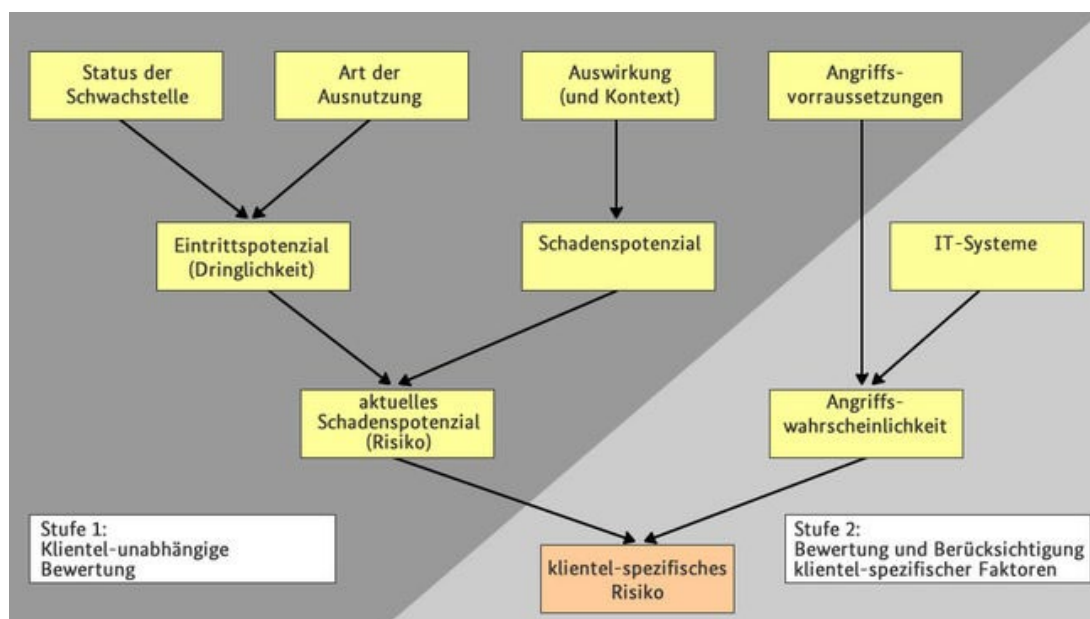 Status der
Schwachstelle
Art der
Ausnutzung
Auswirkung
(und Kontext)
Angriffs-
vorraussetzungen
Eintrittspotenzial
(Dringlichkeit)
Schadenspotenzial
IT-Systeme
aktuelles
Schadenspotenzial
(Risiko)
Angriffs-
wahrscheinlichkeit
Stufe 1:
Klientel-unabhängige
Bewertung
klientel-spezifisches
Risiko
Stufe 2:
Bewertung und Berücksichtigung
klientel-spezifischer Faktoren